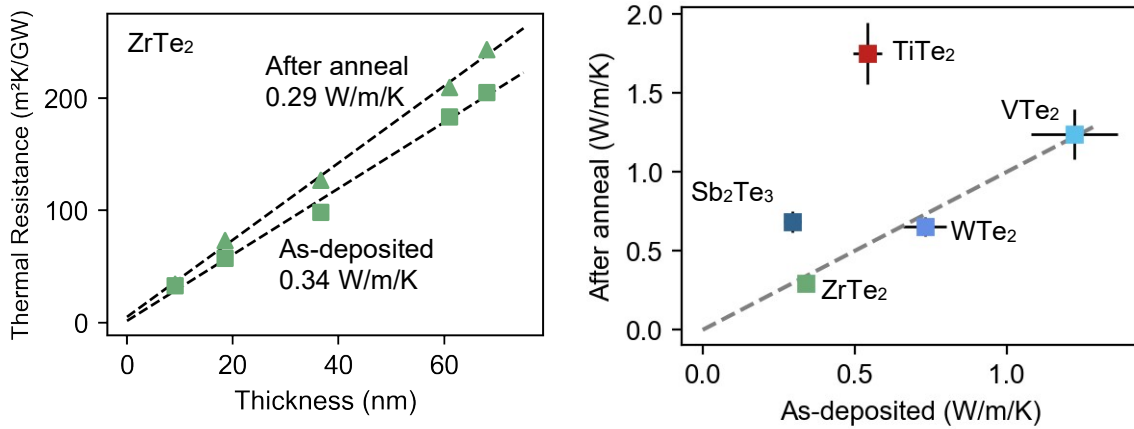 ZrTe₂
After anneal
0.29 W/m/K
As-deposited
0.34 W/m/K
Thermal Resistance (m²K/GW)
200
100
0
0 20 40 60
Thickness (nm)
TiTe₂
VTe₂
Sb₂Te₃
WTe₂
ZrTe₂
After anneal (W/m/K)
2.0
1.5
1.0
0.5
0.0
0.0 0.5 1.0
As-deposited (W/m/K)